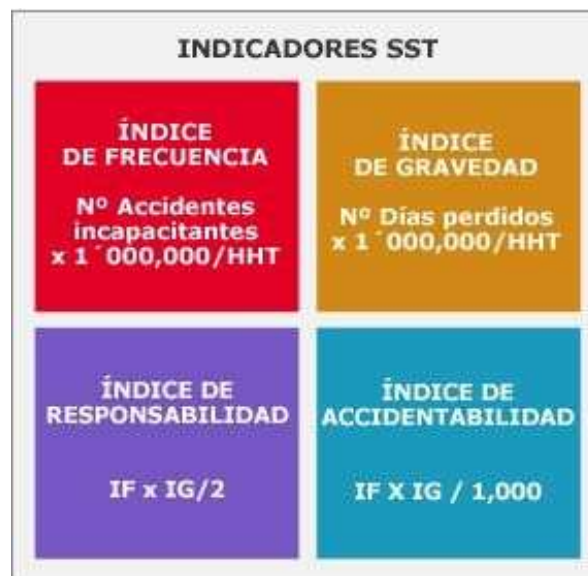 INDICADORES SST
ÍNDICE
DE FRECUENCIA
Nº Accidentes
incapacitantes
x 1´000,000/HHT
ÍNDICE
DE GRAVEDAD
Nº Días perdidos
x 1´000,000/HHT
ÍNDICE DE
RESPONSABILIDAD
IF x IG/2
ÍNDICE DE
ACCIDENTABILIDAD
IF X IG / 1,000